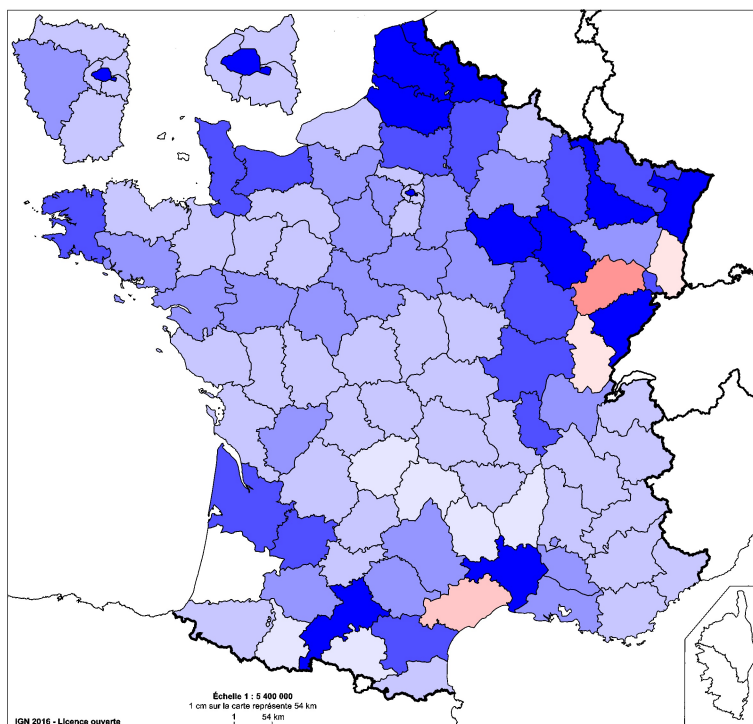 Échelle 1 : 5 400 000
1 cm sur la carte représente 54 km
1 54 km
IGN 2016 - Licence ouverte